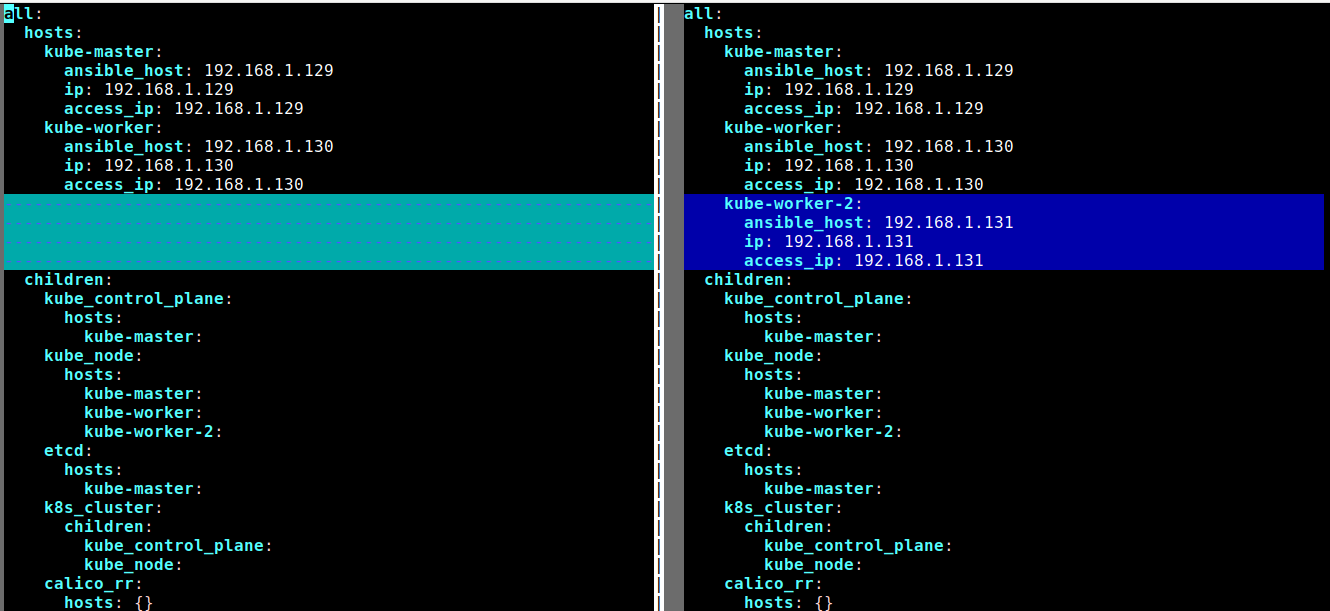 all:
  hosts:
    kube-master:
      ansible_host: 192.168.1.129
      ip: 192.168.1.129
      access_ip: 192.168.1.129
    kube-worker:
      ansible_host: 192.168.1.130
      ip: 192.168.1.130
      access_ip: 192.168.1.130
  children:
    kube_control_plane:
      hosts:
        kube-master:
    kube_node:
      hosts:
        kube-master:
        kube-worker:
        kube-worker-2:
    etcd:
      hosts:
        kube-master:
    k8s_cluster:
      children:
        kube_control_plane:
        kube_node:
    calico_rr:
      hosts: {}
all:
  hosts:
    kube-master:
      ansible_host: 192.168.1.129
      ip: 192.168.1.129
      access_ip: 192.168.1.129
    kube-worker:
      ansible_host: 192.168.1.130
      ip: 192.168.1.130
      access_ip: 192.168.1.130
    kube-worker-2:
      ansible_host: 192.168.1.131
      ip: 192.168.1.131
      access_ip: 192.168.1.131
  children:
    kube_control_plane:
      hosts:
        kube-master:
    kube_node:
      hosts:
        kube-master:
        kube-worker:
        kube-worker-2:
    etcd:
      hosts:
        kube-master:
    k8s_cluster:
      children:
        kube_control_plane:
        kube_node:
    calico_rr:
      hosts: {}